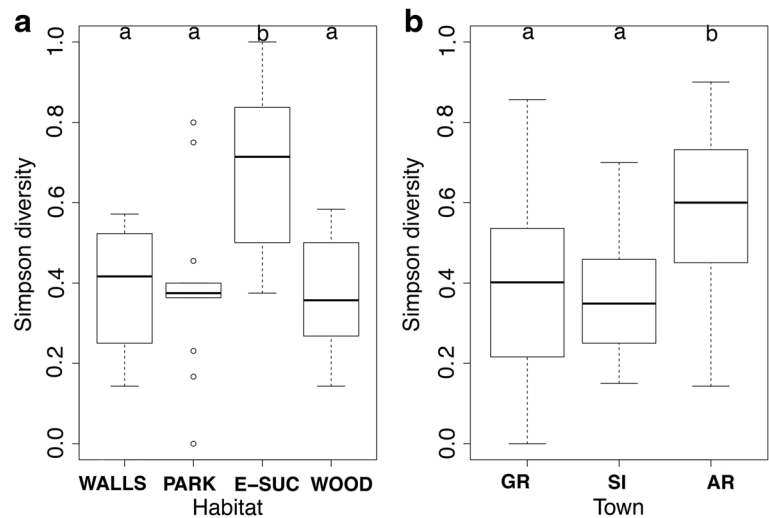 a
a a b a
1.0
0.8
0.6
0.4
0.2
0.0
Simpson diversity
WALLS PARK E-SUC WOOD
Habitat
b
a a b
1.0
0.8
0.6
0.4
0.2
0.0
Simpson diversity
GR SI AR
Town